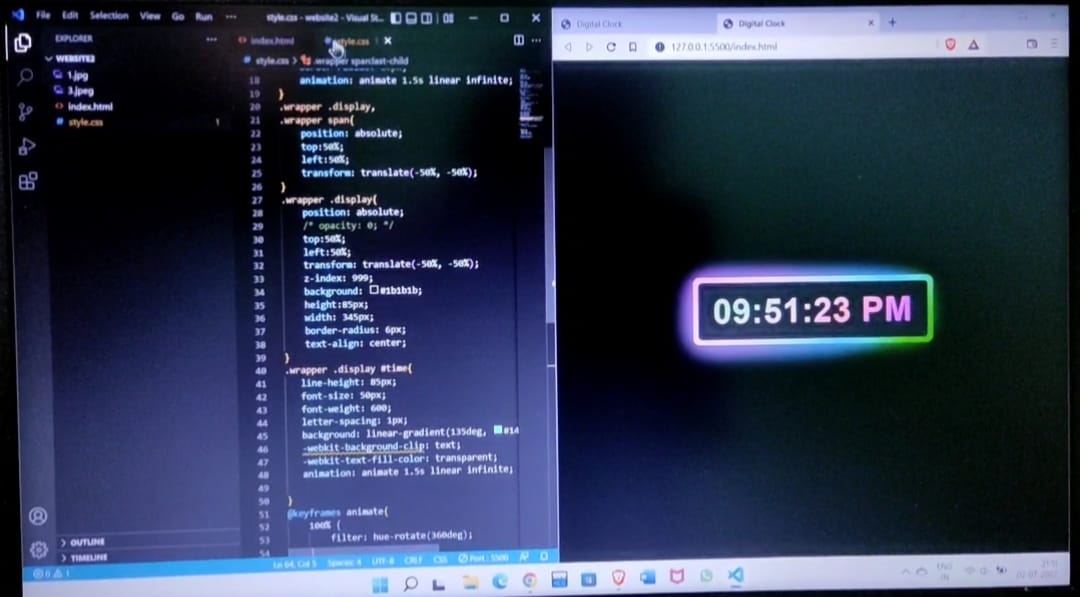 File Edit Selection View Go Run ··· style.css - website2 - Visual St...
EXPLORER ···
WEBSITE2
1.jpg
3.jpeg
index.html
style.css 1
OUTLINE
TIMELINE
index.html style.css
style.css > .wrapper span:last-child
18 animation: animate 1.5s linear infinite;
19 }
20 .wrapper .display,
21 .wrapper span{
22 position: absolute;
23 top:50%;
24 left:50%;
25 transform: translate(-50%, -50%);
26 }
27 .wrapper .display{
28 position: absolute;
29 /* opacity: 0; */
30 top:50%;
31 left:50%;
32 transform: translate(-50%, -50%);
33 z-index: 999;
34 background: #1b1b1b;
35 height:85px;
36 width: 345px;
37 border-radius: 6px;
38 text-align: center;
39 }
40 .wrapper .display #time{
41 line-height: 85px;
42 font-size: 50px;
43 font-weight: 600;
44 letter-spacing: 1px;
45 background: linear-gradient(135deg, #14
46 -webkit-background-clip: text;
47 -webkit-text-fill-color: transparent;
48 animation: animate 1.5s linear infinite;
49
50 }
51 @keyframes animate{
52 100% {
53 filter: hue-rotate(360deg);
54 }
0 1 Ln 64, Col 5 Spaces: 4 UTF-8 CRLF CSS Port : 5500
Digital Clock Digital Clock
127.0.0.1:5500/index.html
09:51:23 PM
ENG 21:51
IN 02-07-2022